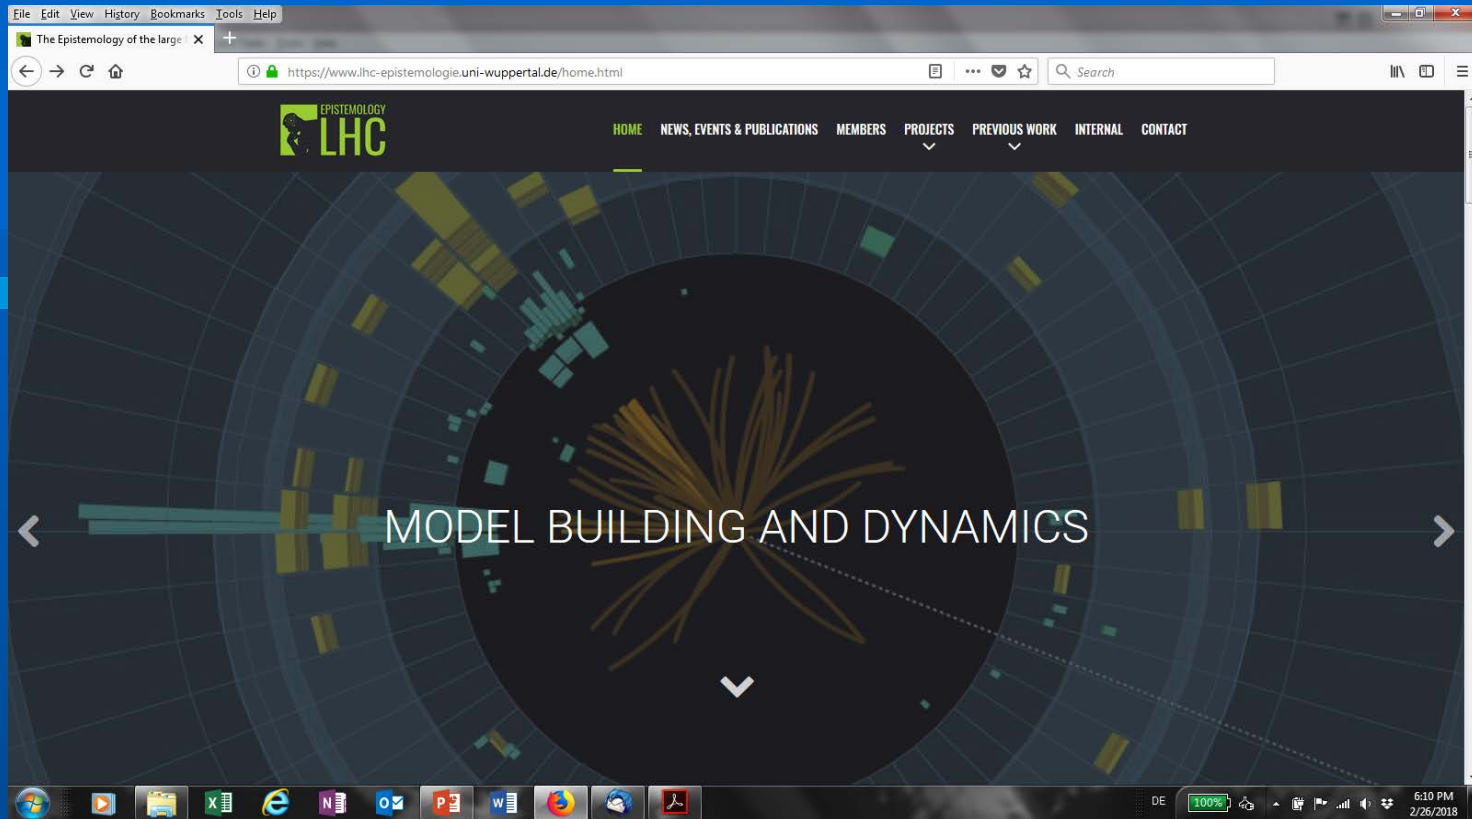 File Edit View History Bookmarks Tools Help
The Epistemology of the large
https://www.lhc-epistemologie.uni-wuppertal.de/home.html
Search
EPISTEMOLOGY
LHC
HOME NEWS, EVENTS & PUBLICATIONS MEMBERS PROJECTS PREVIOUS WORK INTERNAL CONTACT
MODEL BUILDING AND DYNAMICS
DE 100% 6:10 PM
2/26/2018